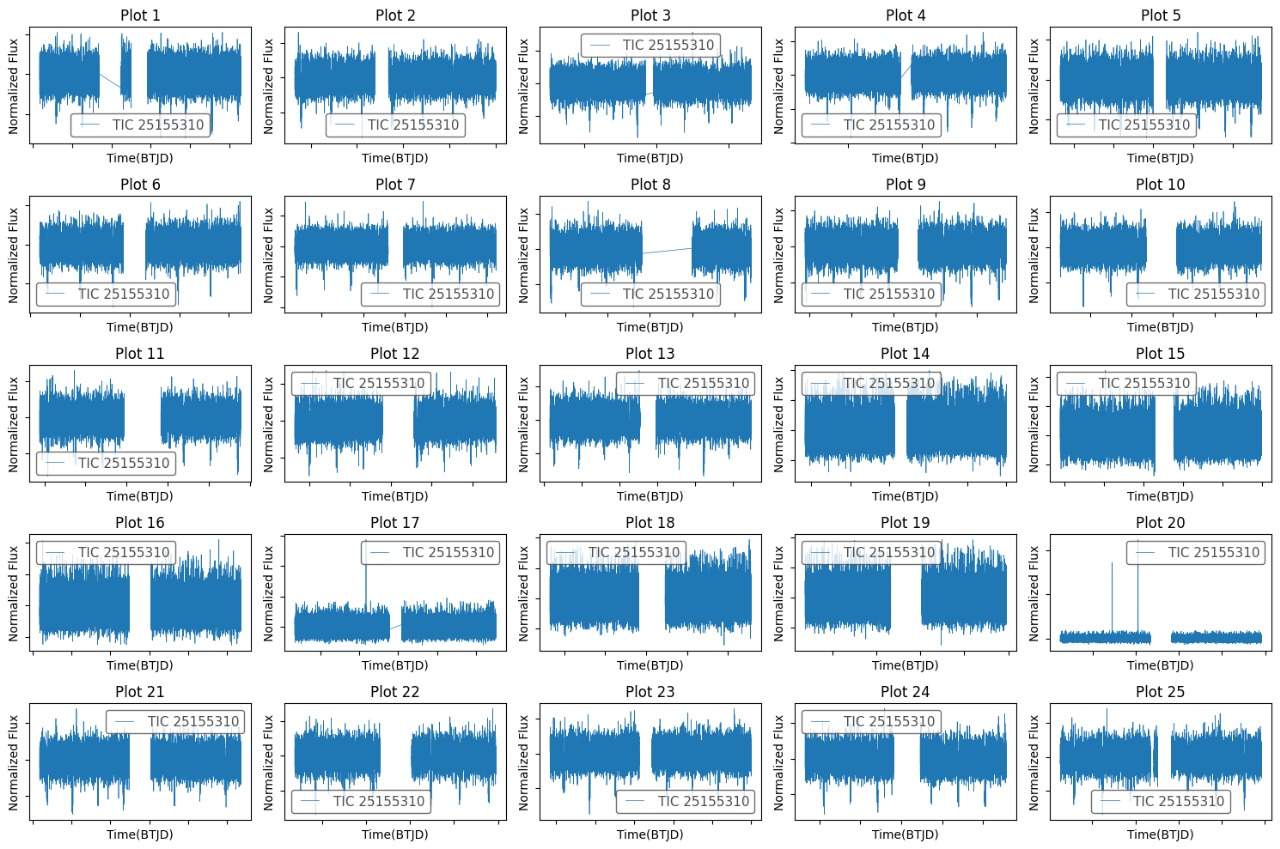 Plot 1
Normalized Flux
TIC 25155310
Time(BTJD)
Plot 2
Normalized Flux
TIC 25155310
Time(BTJD)
Plot 3
Normalized Flux
TIC 25155310
Time(BTJD)
Plot 4
Normalized Flux
TIC 25155310
Time(BTJD)
Plot 5
Normalized Flux
TIC 25155310
Time(BTJD)
Plot 6
Normalized Flux
TIC 25155310
Time(BTJD)
Plot 7
Normalized Flux
TIC 25155310
Time(BTJD)
Plot 8
Normalized Flux
TIC 25155310
Time(BTJD)
Plot 9
Normalized Flux
TIC 25155310
Time(BTJD)
Plot 10
Normalized Flux
TIC 25155310
Time(BTJD)
Plot 11
Normalized Flux
TIC 25155310
Time(BTJD)
Plot 12
Normalized Flux
TIC 25155310
Time(BTJD)
Plot 13
Normalized Flux
TIC 25155310
Time(BTJD)
Plot 14
Normalized Flux
TIC 25155310
Time(BTJD)
Plot 15
Normalized Flux
TIC 25155310
Time(BTJD)
Plot 16
Normalized Flux
TIC 25155310
Time(BTJD)
Plot 17
Normalized Flux
TIC 25155310
Time(BTJD)
Plot 18
Normalized Flux
TIC 25155310
Time(BTJD)
Plot 19
Normalized Flux
TIC 25155310
Time(BTJD)
Plot 20
Normalized Flux
TIC 25155310
Time(BTJD)
Plot 21
Normalized Flux
TIC 25155310
Time(BTJD)
Plot 22
Normalized Flux
TIC 25155310
Time(BTJD)
Plot 23
Normalized Flux
TIC 25155310
Time(BTJD)
Plot 24
Normalized Flux
TIC 25155310
Time(BTJD)
Plot 25
Normalized Flux
TIC 25155310
Time(BTJD)